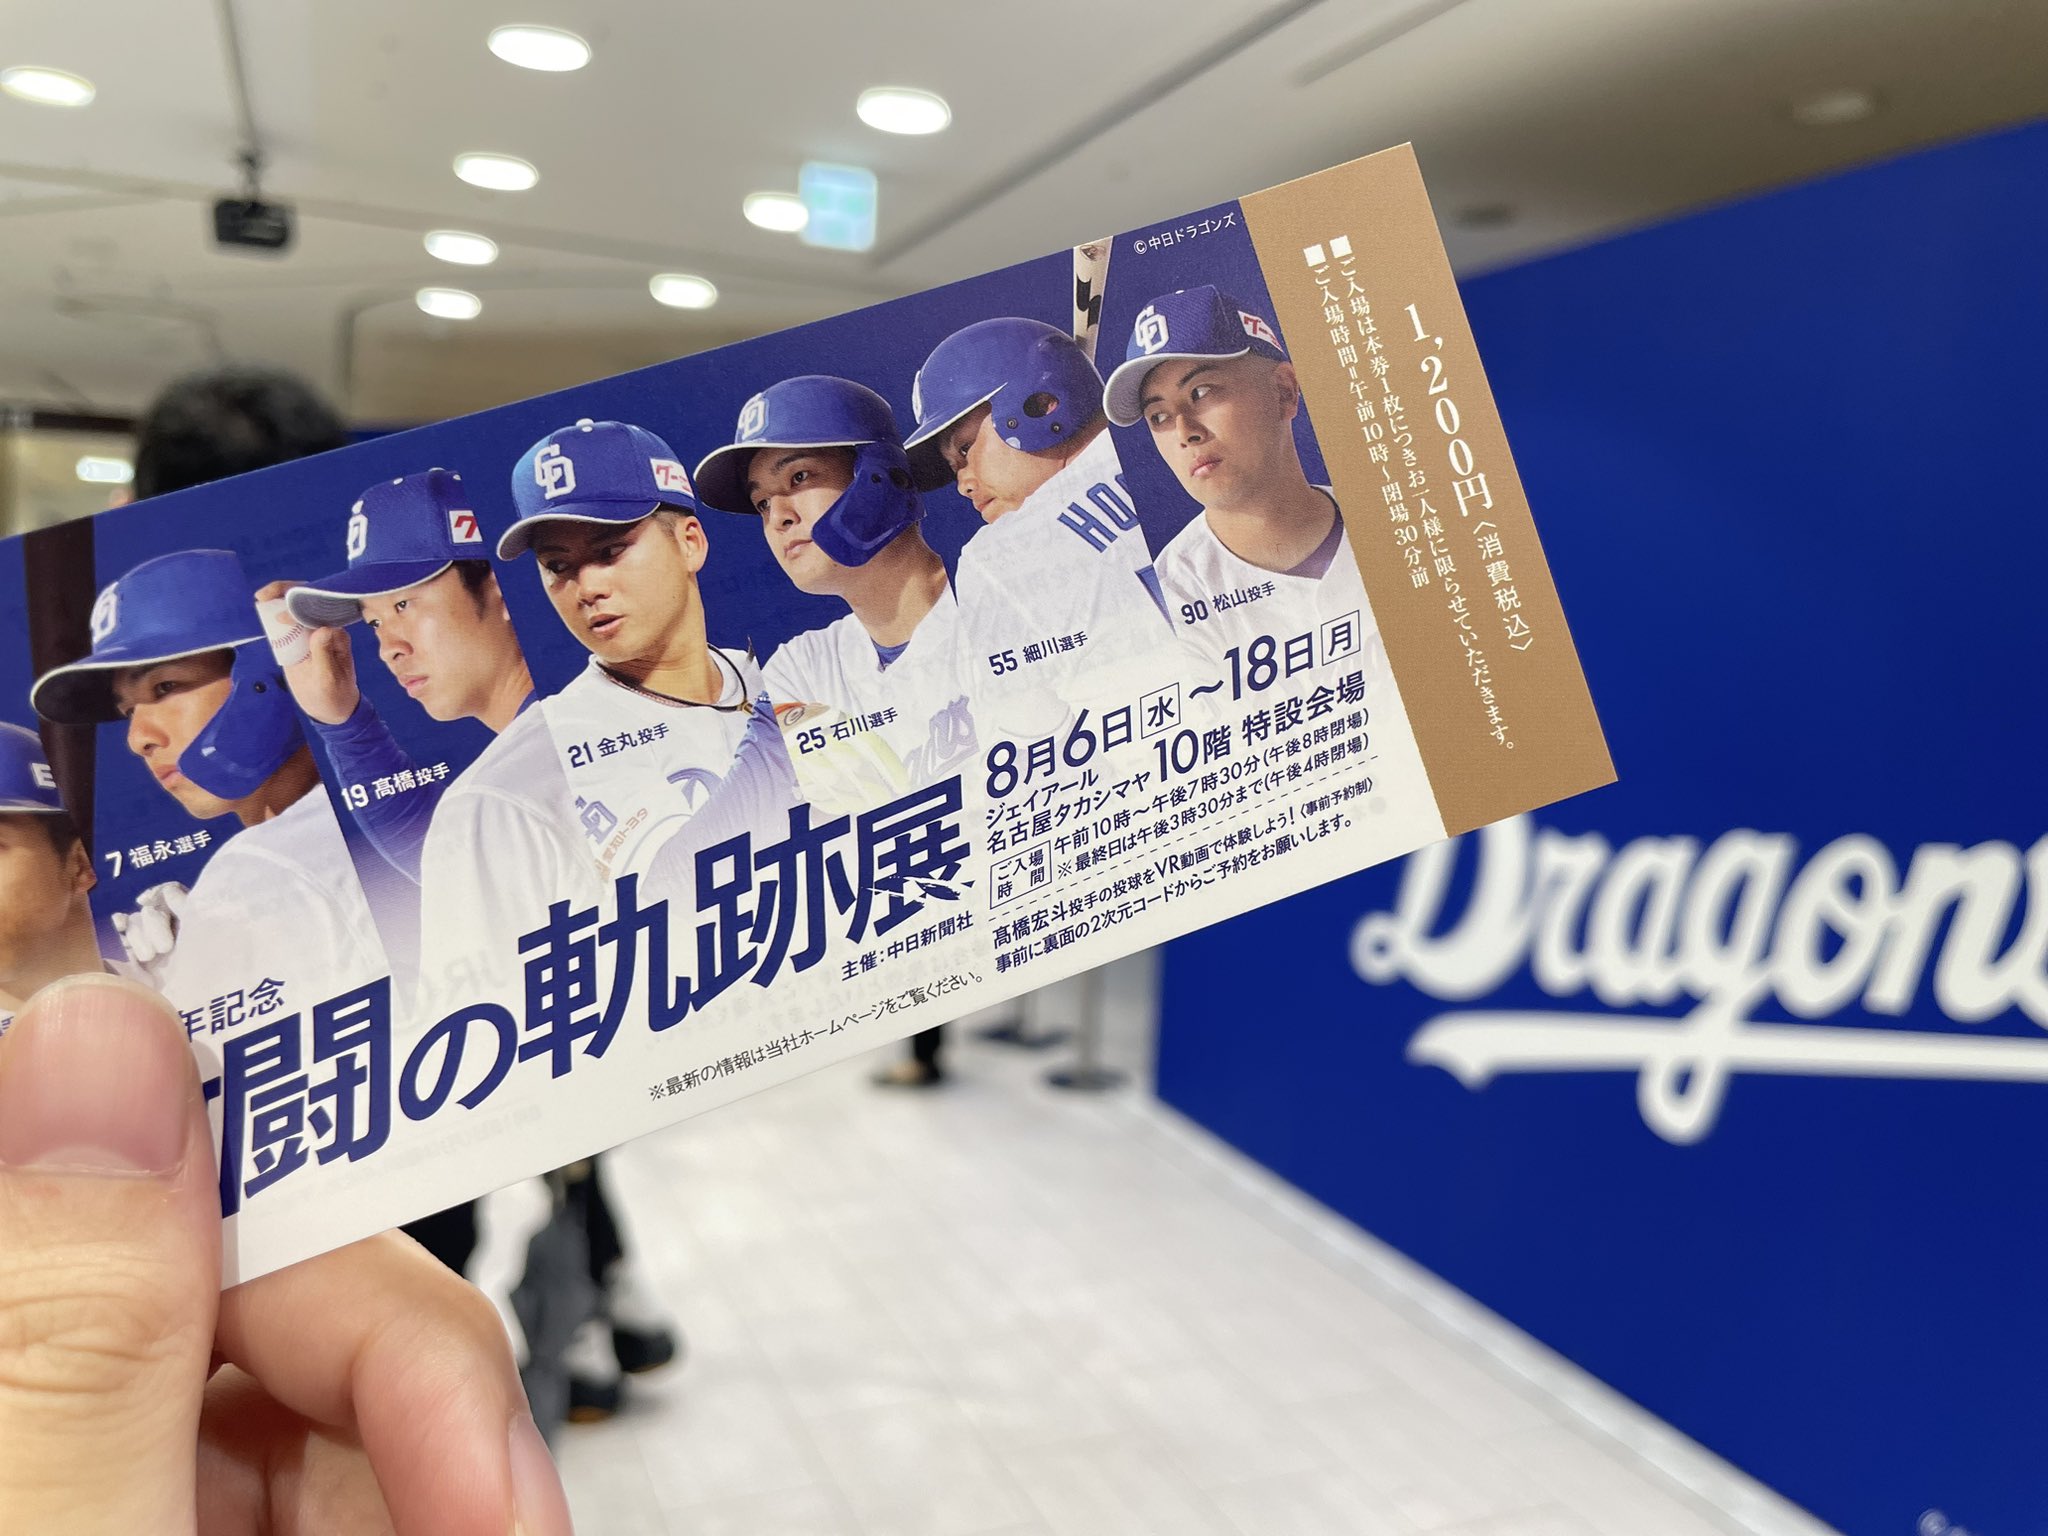 ©中日ドラゴンズ
7 福永選手
19 髙橋投手
21 金丸投手
25 石川選手
55 細川選手
90 松山投手
年記念
闘の軌跡展
主催：中日新聞社
※最新の情報は当社ホームページをご覧ください。
8月6日水～18日月
ジェイアール
名古屋タカシマヤ 10階 特設会場
ご入場時間 午前10時～午後7時30分(午後8時閉場)
※最終日は午後3時30分まで(午後4時閉場)
髙橋宏斗投手の投球をVR動画で体験しよう！〈事前予約制〉
事前に裏面の2次元コードからご予約をお願いします。
1,200円〈消費税込〉
■ご入場は本券1枚につきお一人様に限らせていただきます。
■ご入場時間＝午前10時～閉場30分前
Dragons